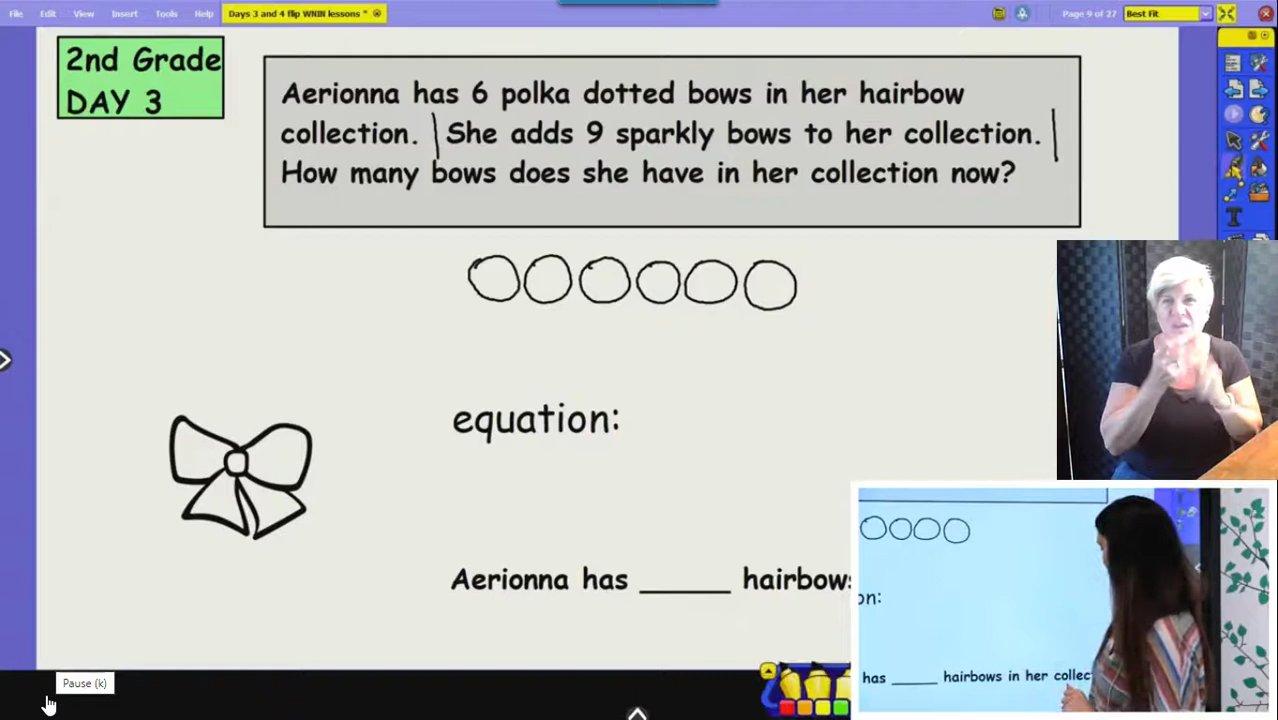 File Edit View Insert Tools Help Days 3 and 4 flip WNIN lessons * Page 9 of 27 Best Fit
2nd Grade
DAY 3
Aerionna has 6 polka dotted bows in her hairbow
collection. She adds 9 sparkly bows to her collection.
How many bows does she have in her collection now?
equation:
Aerionna has ______ hairbows
on:
has _____ hairbows in her collec
Pause (k)